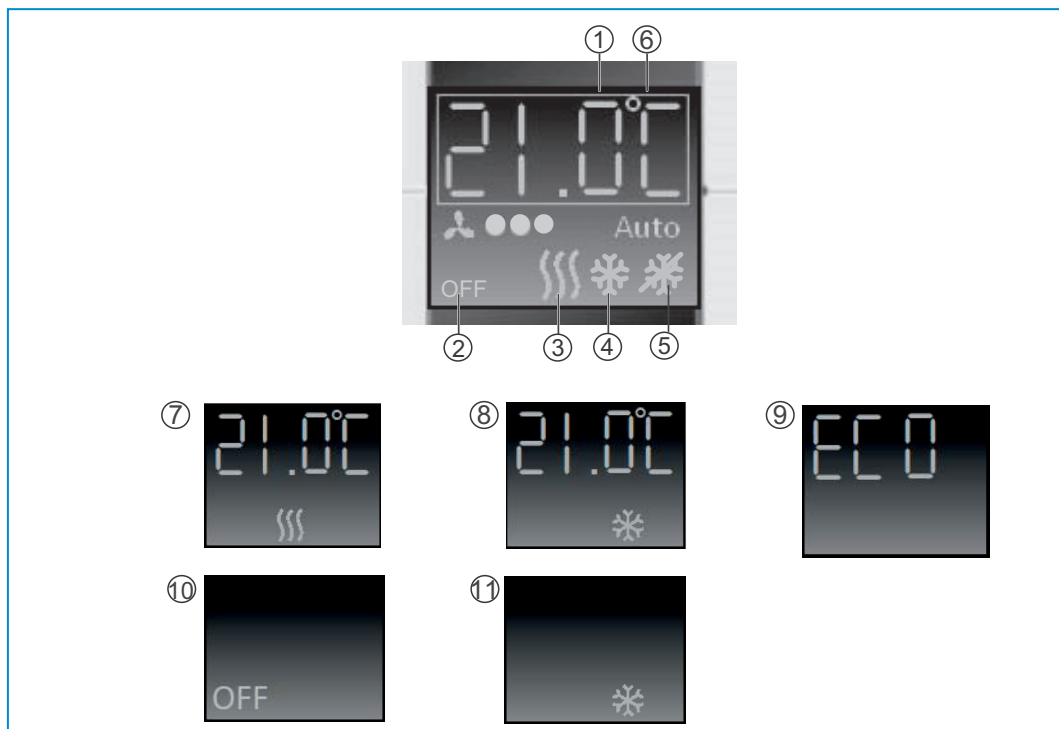 ① ⑥
21.0°C
Auto
OFF
② ③ ④ ⑤
⑦ ⑧ ⑨
21.0°C 21.0°C ECO
⑩ ⑪
OFF